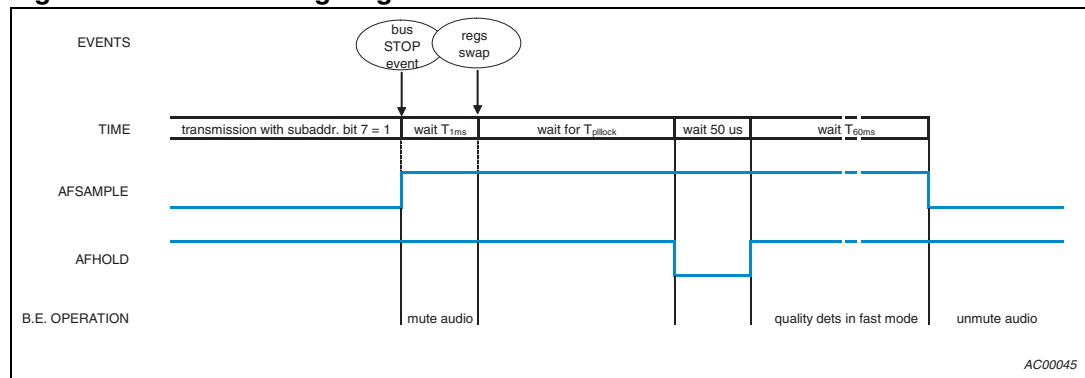 EVENTS
bus
STOP
event
regs
swap
TIME
transmission with subaddr. bit 7 = 1
wait T1ms
wait for Tplllock
wait 50 us
wait T60ms
AFSAMPLE
AFHOLD
B.E. OPERATION
mute audio
quality dets in fast mode
unmute audio
AC00045